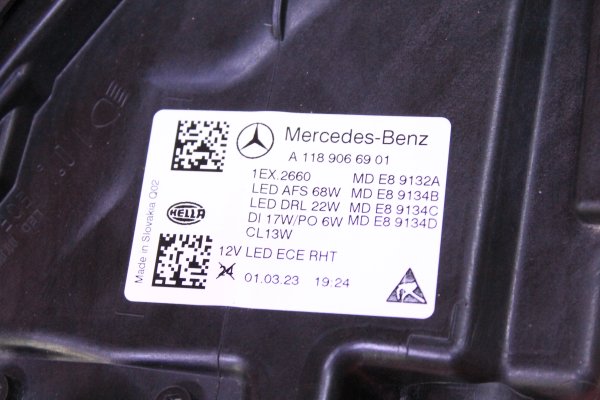 Mercedes-Benz
A 118 906 69 01
1EX.2660 MD E8 9132A
LED AFS 68W MD E8 9134B
LED DRL 22W MD E8 9134C
DI 17W/PO 6W MD E8 9134D
CL13W
12V LED ECE RHT
01.03.23 19:24
HELLA
Made in Slovakia Q02